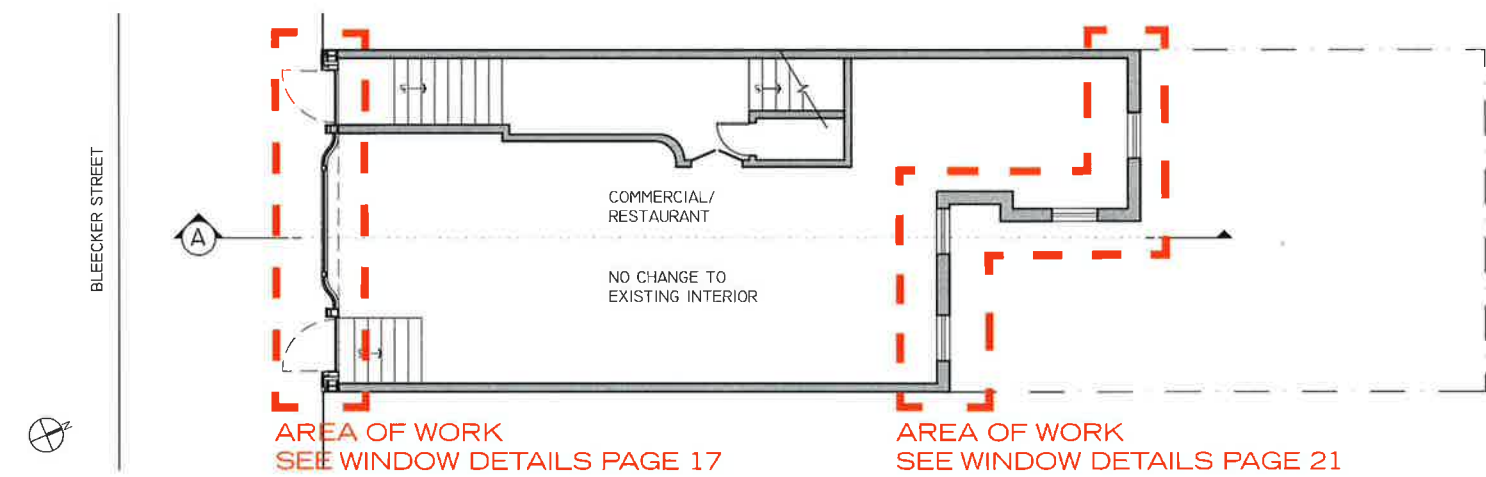 BLEECKER STREET
A
COMMERCIAL/
RESTAURANT
NO CHANGE TO
EXISTING INTERIOR
N
AREA OF WORK
SEE WINDOW DETAILS PAGE 17
AREA OF WORK
SEE WINDOW DETAILS PAGE 21